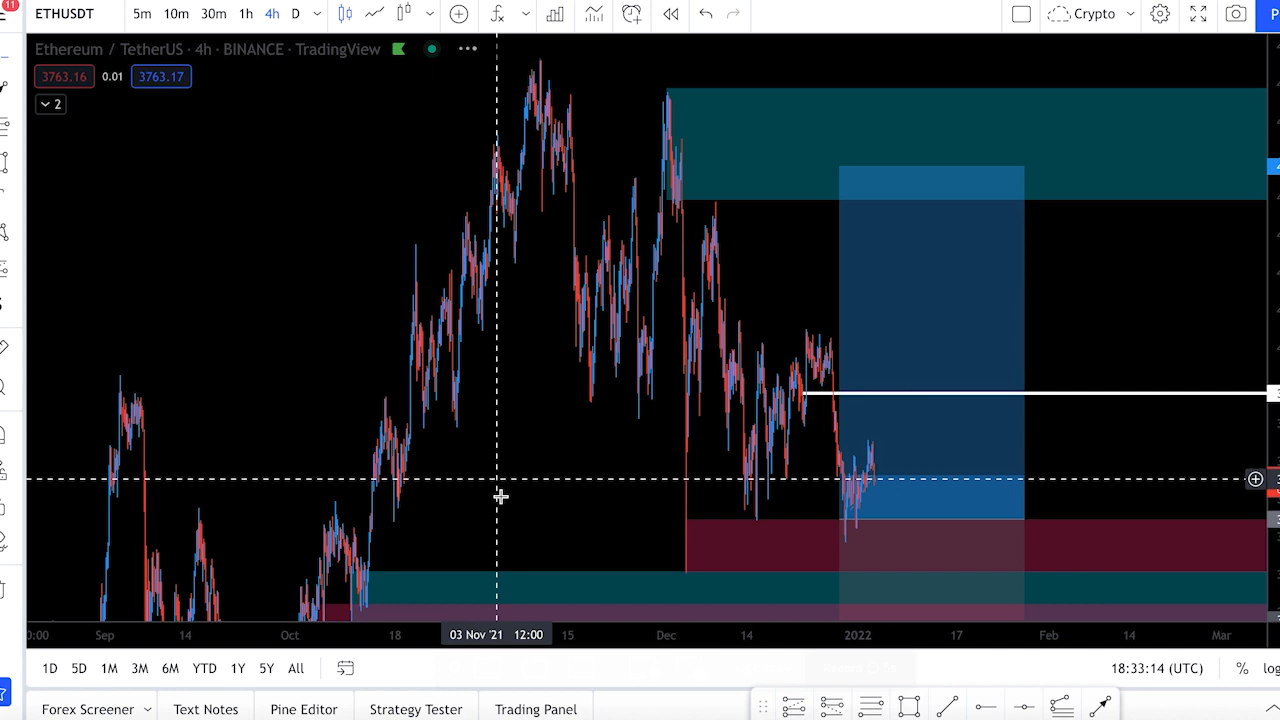 11
ETHUSDT 5m 10m 30m 1h 4h D Crypto
Ethereum / TetherUS · 4h · BINANCE · TradingView
3763.16 0.01 3763.17
2
0:00 Sep 14 Oct 18 03 Nov '21 12:00 15 Dec 14 2022 17 Feb 14 Mar
1D 5D 1M 3M 6M YTD 1Y 5Y All 18:33:14 (UTC) % log
Forex Screener Text Notes Pine Editor Strategy Tester Trading Panel